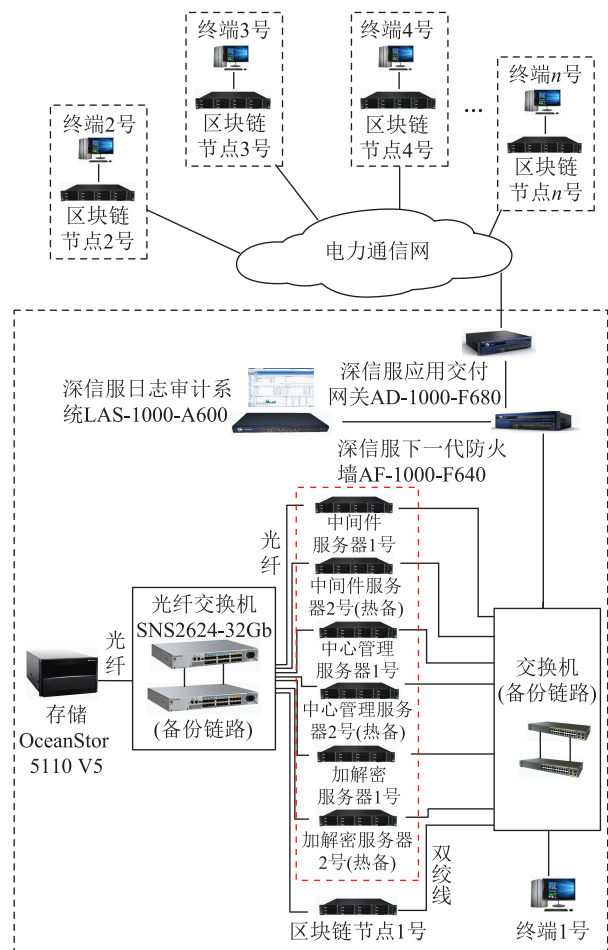 终端3号
区块链
节点3号
终端4号
区块链
节点4号
...
终端n号
区块链
节点n号
终端2号
区块链
节点2号
电力通信网
深信服应用交付
网关AD-1000-F680
深信服日志审计系
统LAS-1000-A600
深信服下一代防火
墙AF-1000-F640
光
纤
中间件
服务器1号
中间件服务
器2号(热备)
中心管理
服务器1号
中心管理服务
器2号(热备)
加解密
服务器1号
加解密服务器
2号(热备)
光纤交换机
SNS2624-32Gb
(备份链路)
光
纤
存储
OceanStor
5110 V5
交换机
(备份链路)
双
绞
线
区块链节点1号
终端1号